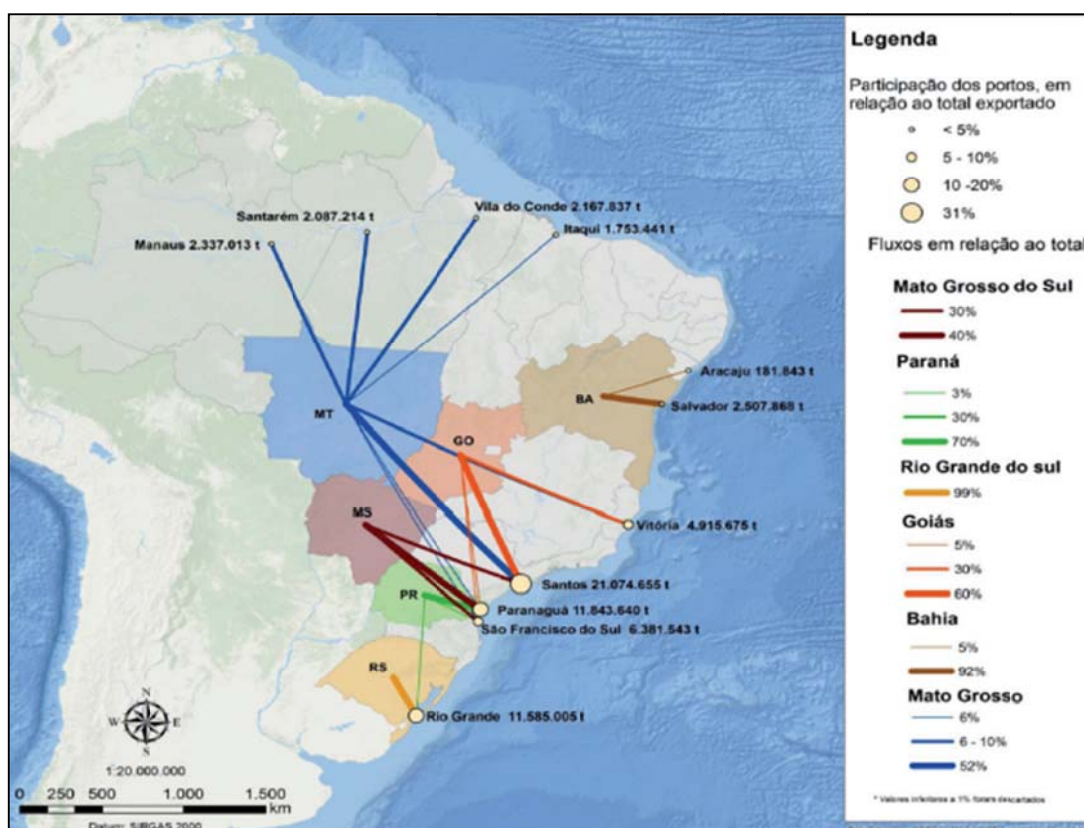 Santarém 2.087.214 t
Vila do Conde 2.167.837 t
Itaqui 1.753.441 t
Manaus 2.337.013 t
Aracaju 181.843 t
BA
Salvador 2.507.868 t
MT
GO
MS
Vitória 4.915.675 t
Santos 21.074.655 t
PR
Paranaguá 11.843.640 t
São Francisco do Sul 6.381.543 t
RS
Rio Grande 11.585.005 t
N
W E
S
1:20.000.000
0 250 500 1.000 1.500
km
Datum: SIRGAS 2000
Legenda
Participação dos portos, em
relação ao total exportado
< 5%
5 - 10%
10 -20%
31%
Fluxos em relação ao total
Mato Grosso do Sul
30%
40%
Paraná
3%
30%
70%
Rio Grande do sul
99%
Goiás
5%
30%
60%
Bahia
5%
92%
Mato Grosso
6%
6 - 10%
52%
* Valores inferiores a 1% foram descartados